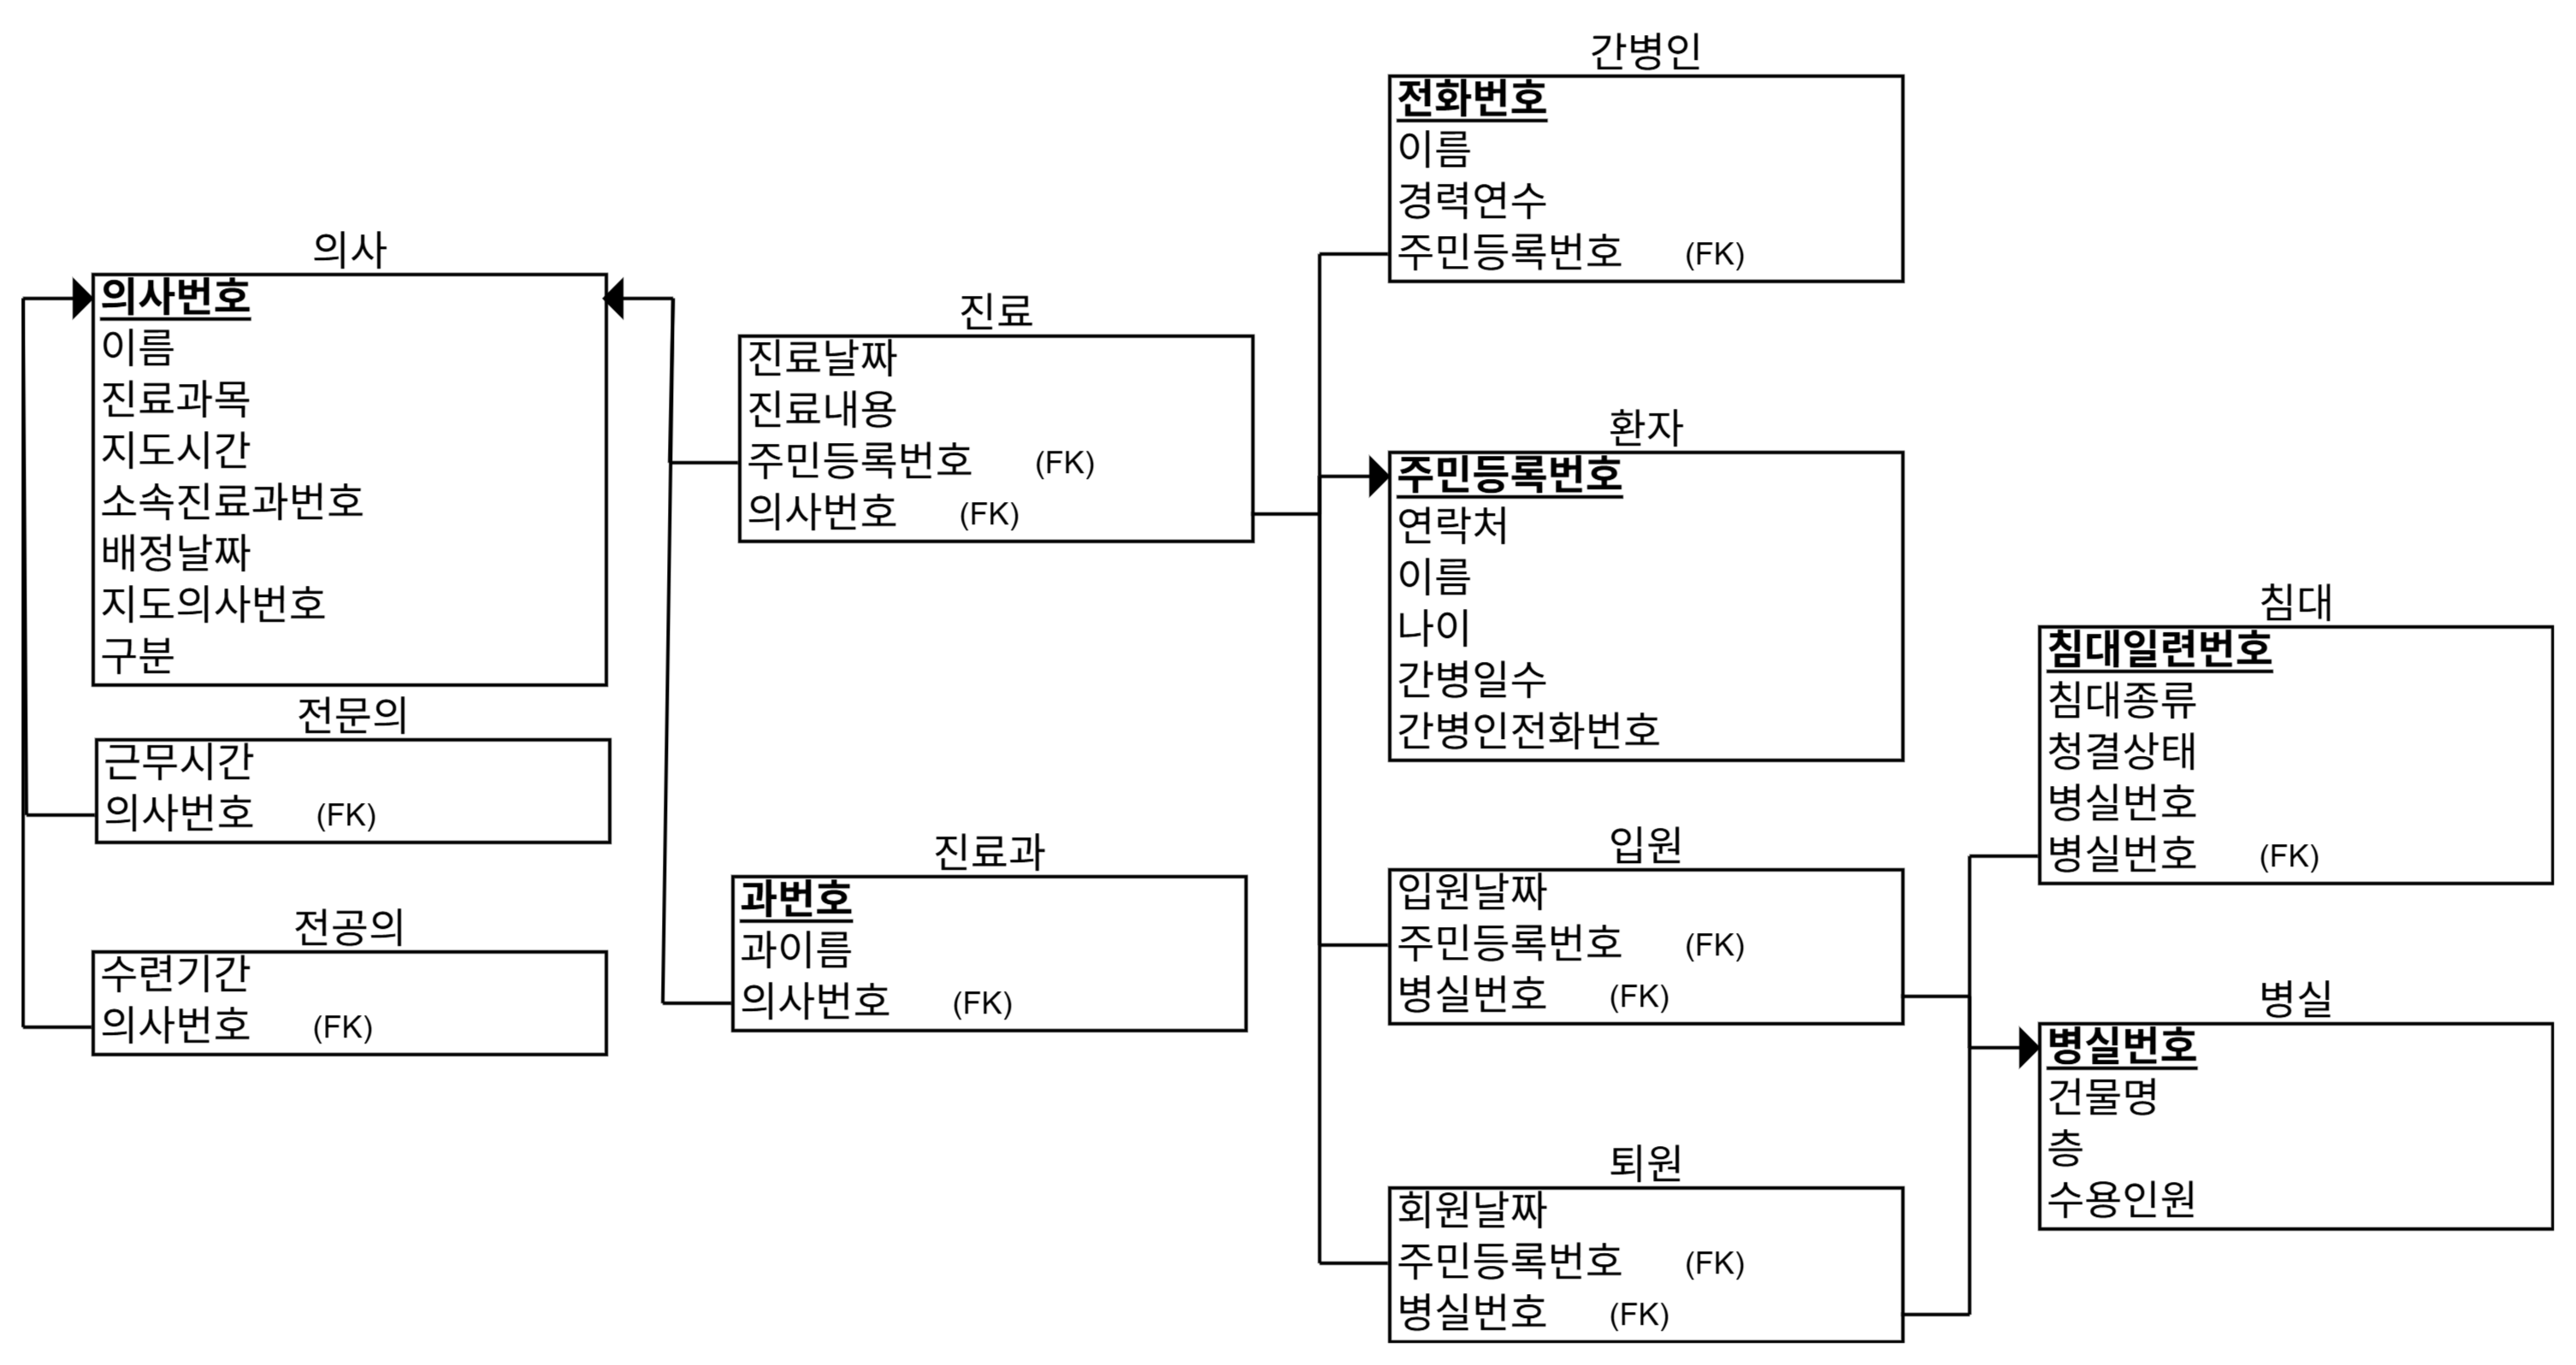 의사
의사번호
이름
진료과목
지도시간
소속진료과번호
배정날짜
지도의사번호
구분
전문의
근무시간
의사번호 (FK)
전공의
수련기간
의사번호 (FK)
진료
진료날짜
진료내용
주민등록번호 (FK)
의사번호 (FK)
진료과
과번호
과이름
의사번호 (FK)
간병인
전화번호
이름
경력연수
주민등록번호 (FK)
환자
주민등록번호
연락처
이름
나이
간병일수
간병인전화번호
입원
입원날짜
주민등록번호 (FK)
병실번호 (FK)
퇴원
회원날짜
주민등록번호 (FK)
병실번호 (FK)
침대
침대일련번호
침대종류
청결상태
병실번호
병실번호 (FK)
병실
병실번호
건물명
층
수용인원